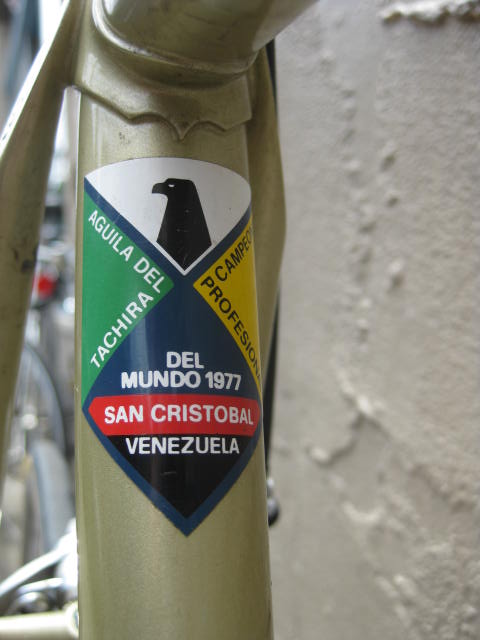 AGUILA DEL
TACHIRA
CAMPEO
PROFESION
DEL
MUNDO 1977
SAN CRISTOBAL
VENEZUELA